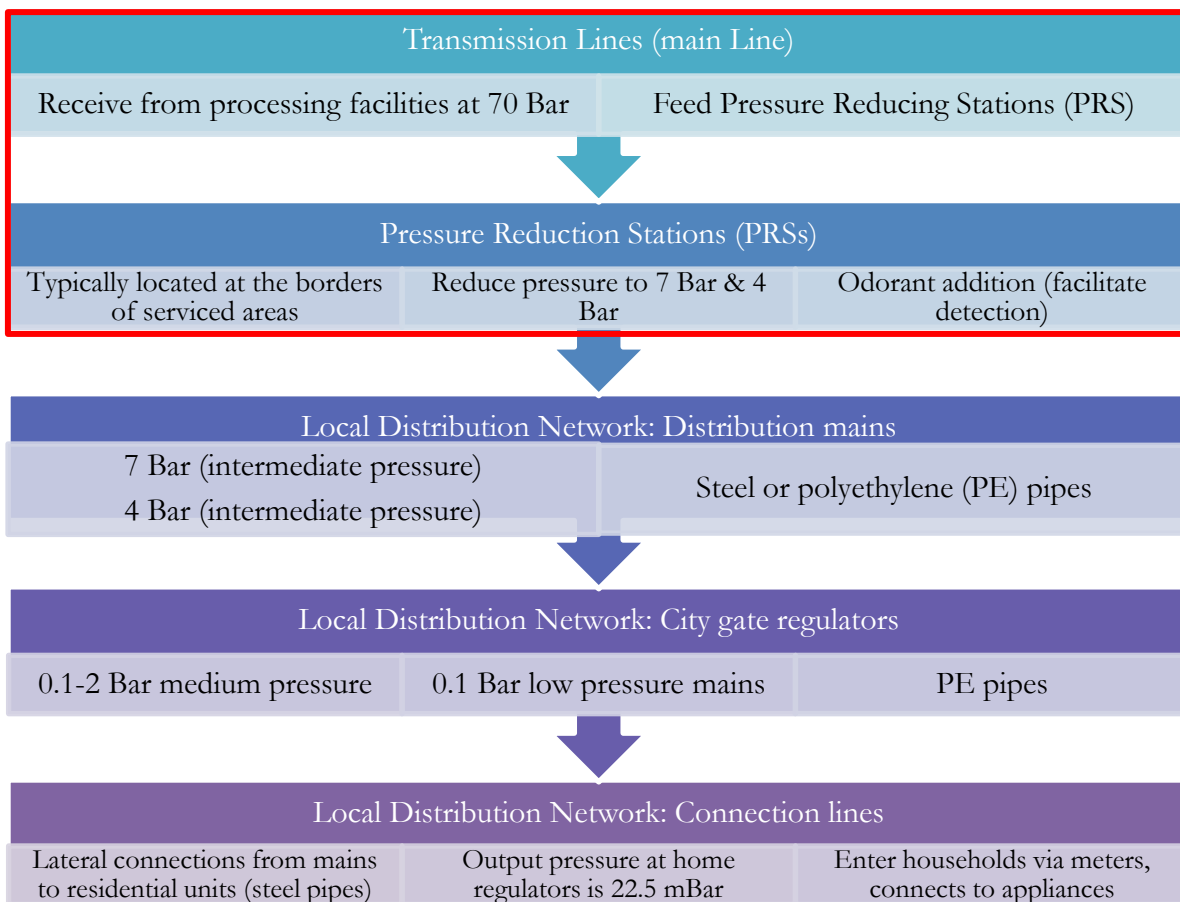 Transmission Lines (main Line)
Receive from processing facilities at 70 Bar
Feed Pressure Reducing Stations (PRS)
Pressure Reduction Stations (PRSs)
Typically located at the borders
of serviced areas
Reduce pressure to 7 Bar & 4
Bar
Odorant addition (facilitate
detection)
Local Distribution Network: Distribution mains
7 Bar (intermediate pressure)
4 Bar (intermediate pressure)
Steel or polyethylene (PE) pipes
Local Distribution Network: City gate regulators
0.1-2 Bar medium pressure
0.1 Bar low pressure mains
PE pipes
Local Distribution Network: Connection lines
Lateral connections from mains
to residential units (steel pipes)
Output pressure at home
regulators is 22.5 mBar
Enter households via meters,
connects to appliances